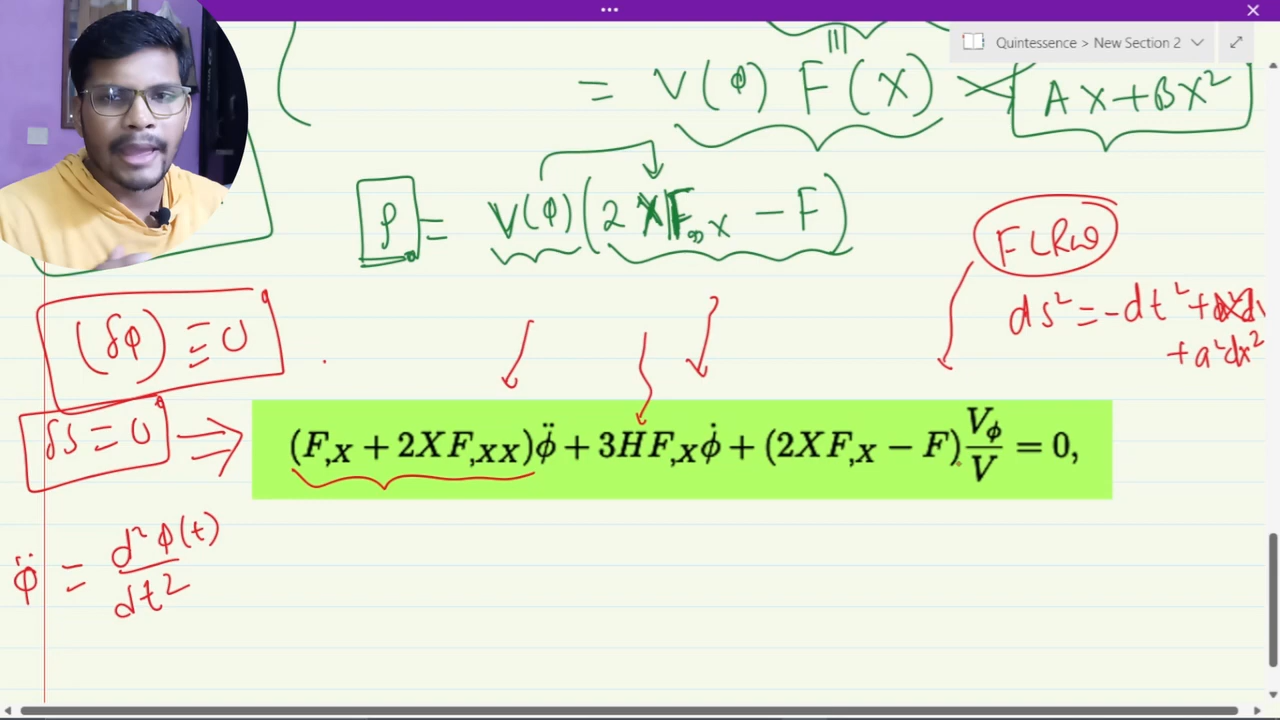 Quintessence > New Section 2
= V(φ) F(X) AX+BX²
ρ = V(φ)(2XF,X − F)
FLRW
ds² = -dt² +
+ a²dx²
(δφ) = 0
δS = 0 ⇒
(F,X + 2XF,XX)φ̈ + 3HF,Xφ̇ + (2XF,X − F) Vφ/V = 0,
φ̈ = d²φ(t)/dt²